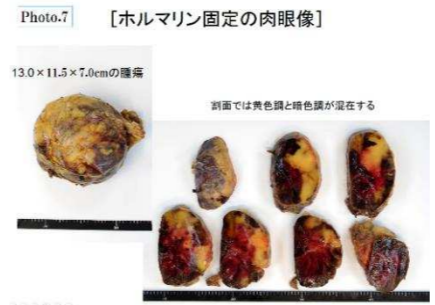 Photo.7
[ホルマリン固定の肉眼像]
13.0×11.5×7.0cmの腫瘍
割面では黄色調と暗色調が混在する